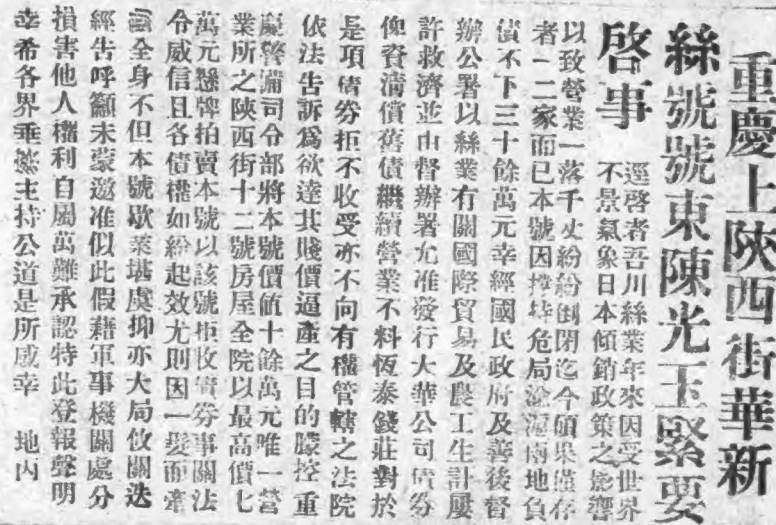 重慶上陝西街華新
絲號號東陳光玉緊要
啓事
逕啓者吾川絲業年來因受世界
不景氣象日本傾銷政策之影響
以致營業一落千丈紛紛倒閉迄今碩果僅存
者一二家而已本號因撐持危局渝滬兩地負
債不下三十餘萬元幸經國民政府及善後督
辦公署以絲業有關國際貿易及農工生計屢
許救濟並由督辦署允准發行大華公司債券
俾資清償舊債繼續營業不料恆泰錢莊對於
是項債券拒不收受亦不向有權管轄之法院
依法告訴爲欲達其賤價逼產之目的朦控重
慶警備司令部將本號價值十餘萬元唯一營
業所之陝西街十二號房屋全院以最高價七
萬元懸牌拍賣本號以該號拒收債券事關法
令威信且各債權如紛起效尤則因一髮而牽
全身不但本號歇業堪虞抑亦大局攸關迭
經告呼籲未蒙邀准似此假藉軍事機關處分
損害他人權利自屬萬難承認特此登報聲明
幸希各界垂鑒主持公道是所感幸 地內